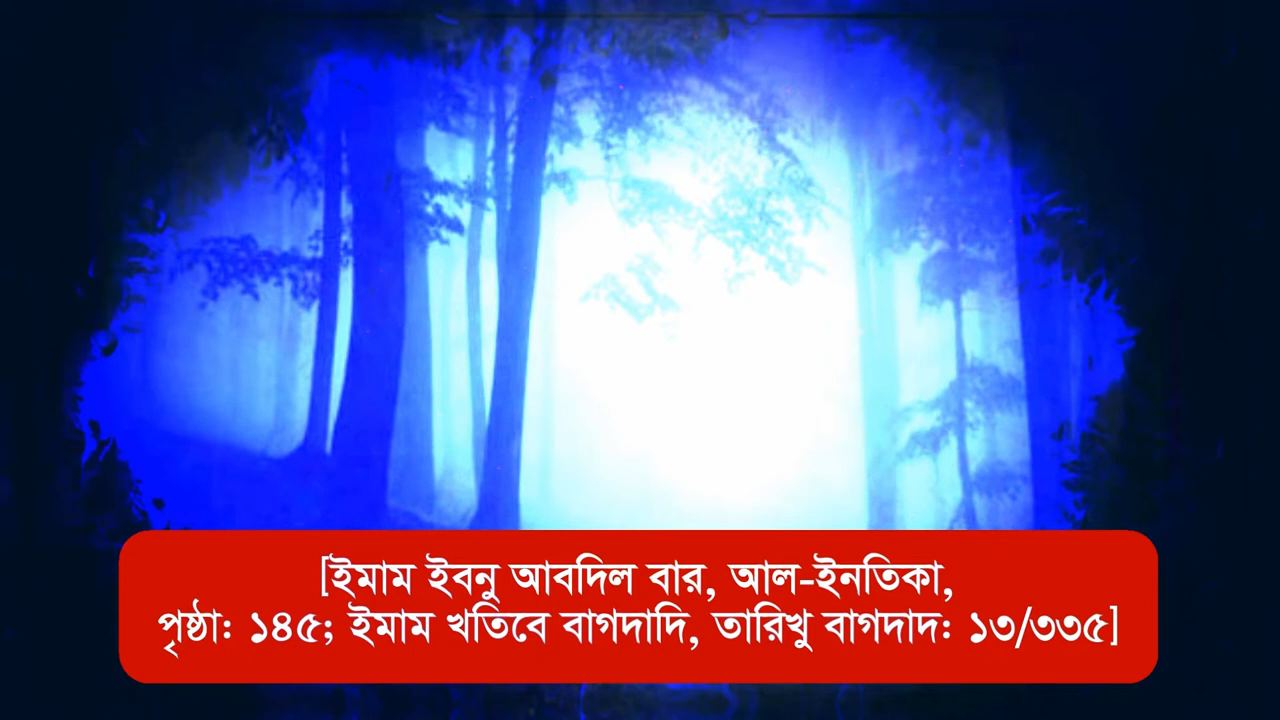 [ইমাম ইবনু আবদিল বার, আল-ইনতিকা,
পৃষ্ঠা: ১৪৫; ইমাম খতিবে বাগদাদি, তারিখু বাগদাদ: ১৩/৩৩৫]